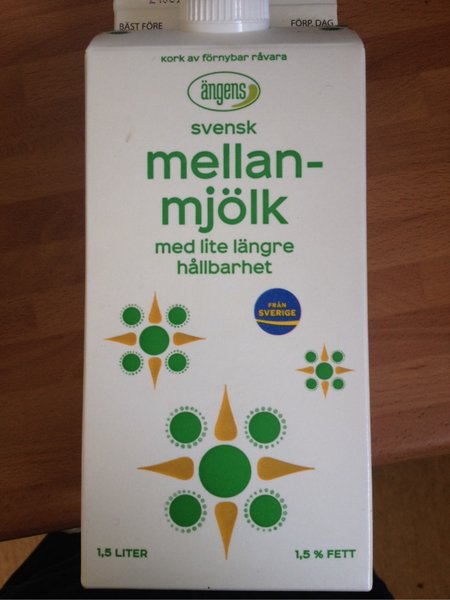 BÄST FÖRE
FÖRP. DAG
Kork av förnybar råvara
ängens
svensk
mellan-
mjölk
med lite längre
hållbarhet
FRÅN
SVERIGE
1,5 LITER
1,5 % FETT